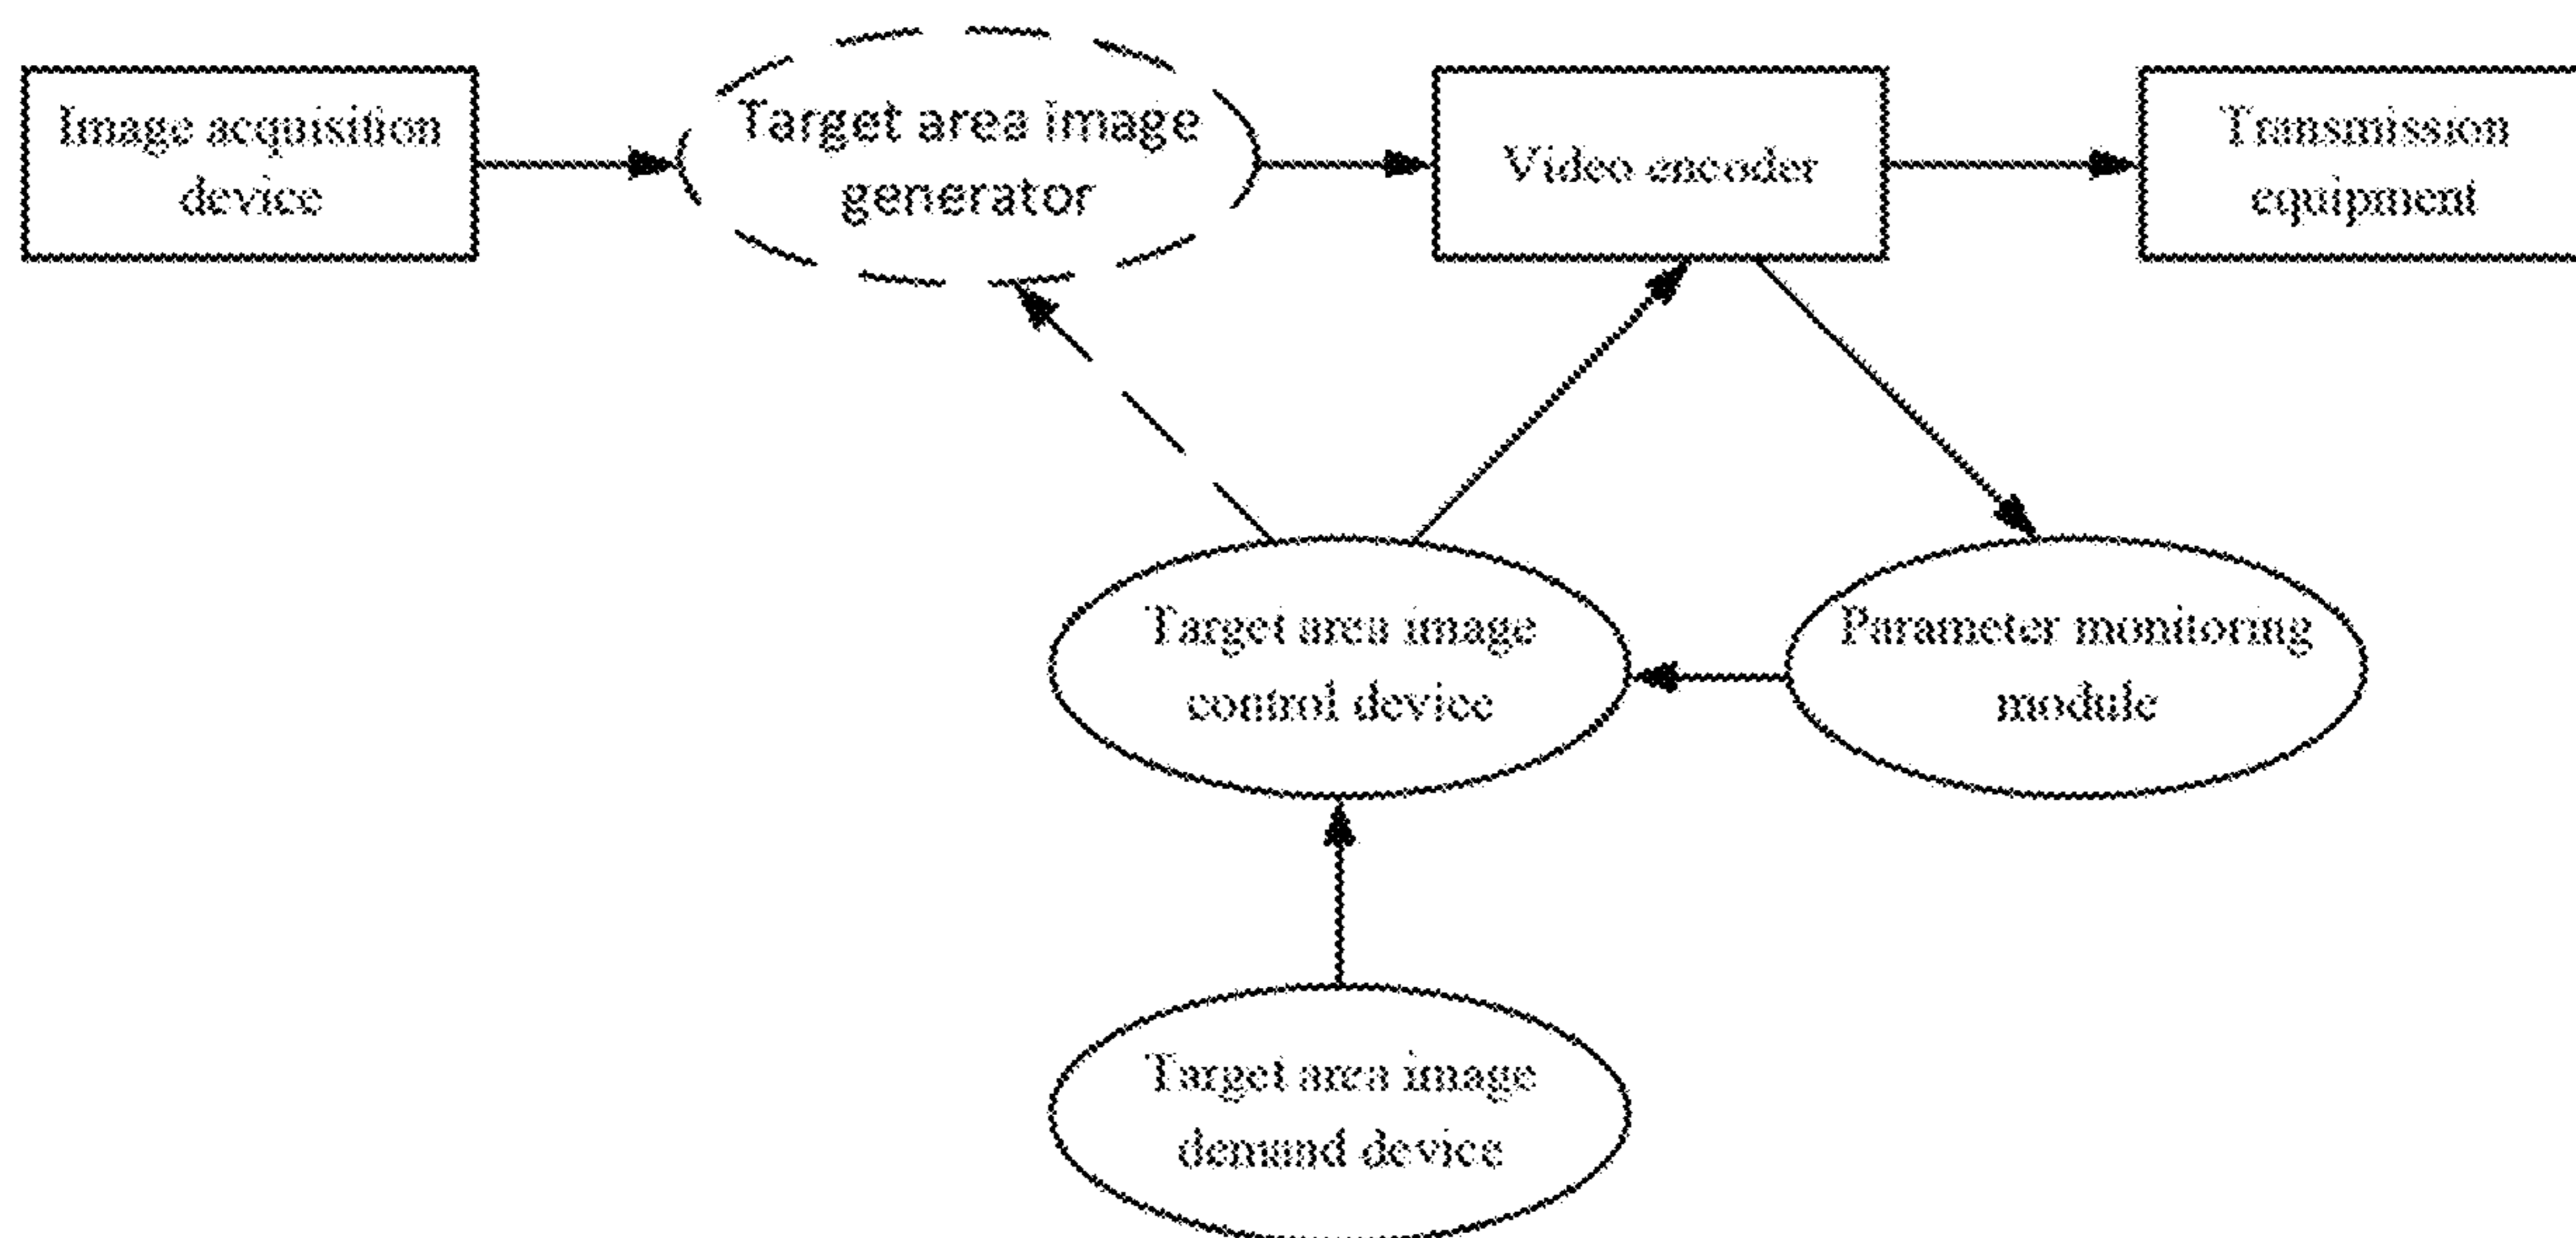 Image acquisition
device
Target area image
generator
Video encoder
Transmission
equipment
Target area image
control device
Parameter monitoring
module
Target area image
demand device